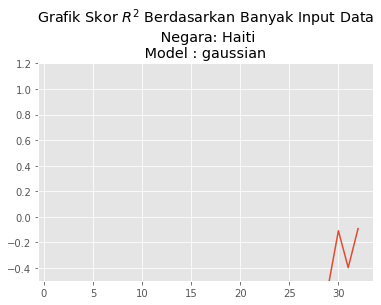 Grafik Skor R² Berdasarkan Banyak Input Data
Negara: Haiti
Model : gaussian
1.2
1.0
0.8
0.6
0.4
0.2
0.0
−0.2
−0.4
0 5 10 15 20 25 30